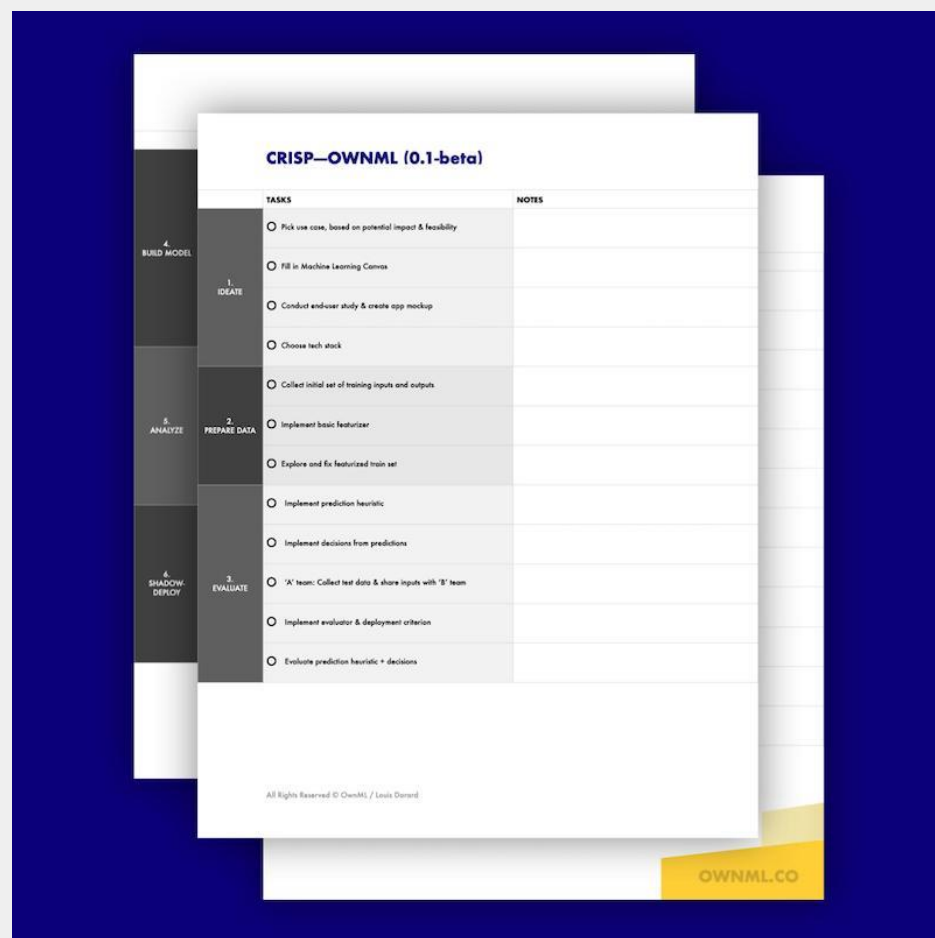 CRISP—OWNML (0.1-beta)
TASKS
NOTES
1.
IDEATE
Pick use case, based on potential impact & feasibility
Fill in Machine Learning Canvas
Conduct end-user study & create app mockup
Choose tech stack
2.
PREPARE DATA
Collect initial set of training inputs and outputs
Implement basic featurizer
Explore and fix featurized train set
3.
EVALUATE
Implement prediction heuristic
Implement decisions from predictions
'A' team: Collect test data & share inputs with 'B' team
Implement evaluator & deployment criterion
Evaluate prediction heuristic + decisions
All Rights Reserved © OwnML / Louis Dorard
4.
BUILD MODEL
5.
ANALYZE
6.
SHADOW-
DEPLOY
OWNML.CO